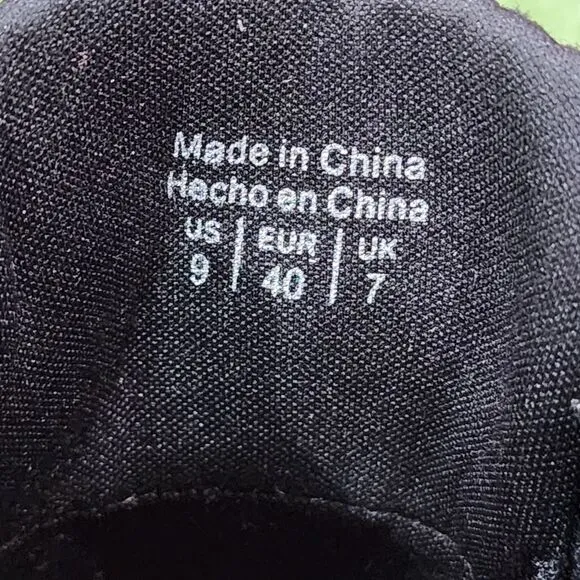 Made in China
Hecho en China
US | EUR | UK
9 | 40 | 7